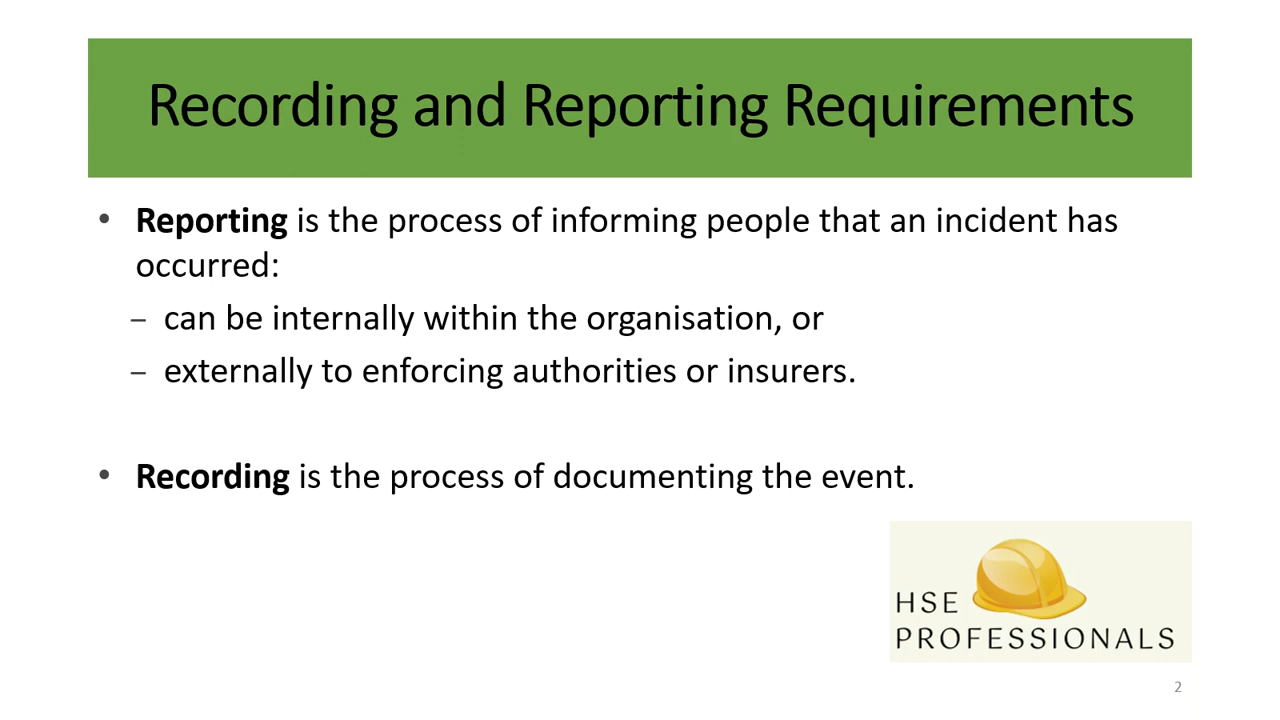 Recording and Reporting Requirements
• Reporting is the process of informing people that an incident has
occurred:
– can be internally within the organisation, or
– externally to enforcing authorities or insurers.
• Recording is the process of documenting the event.
HSE
PROFESSIONALS
2